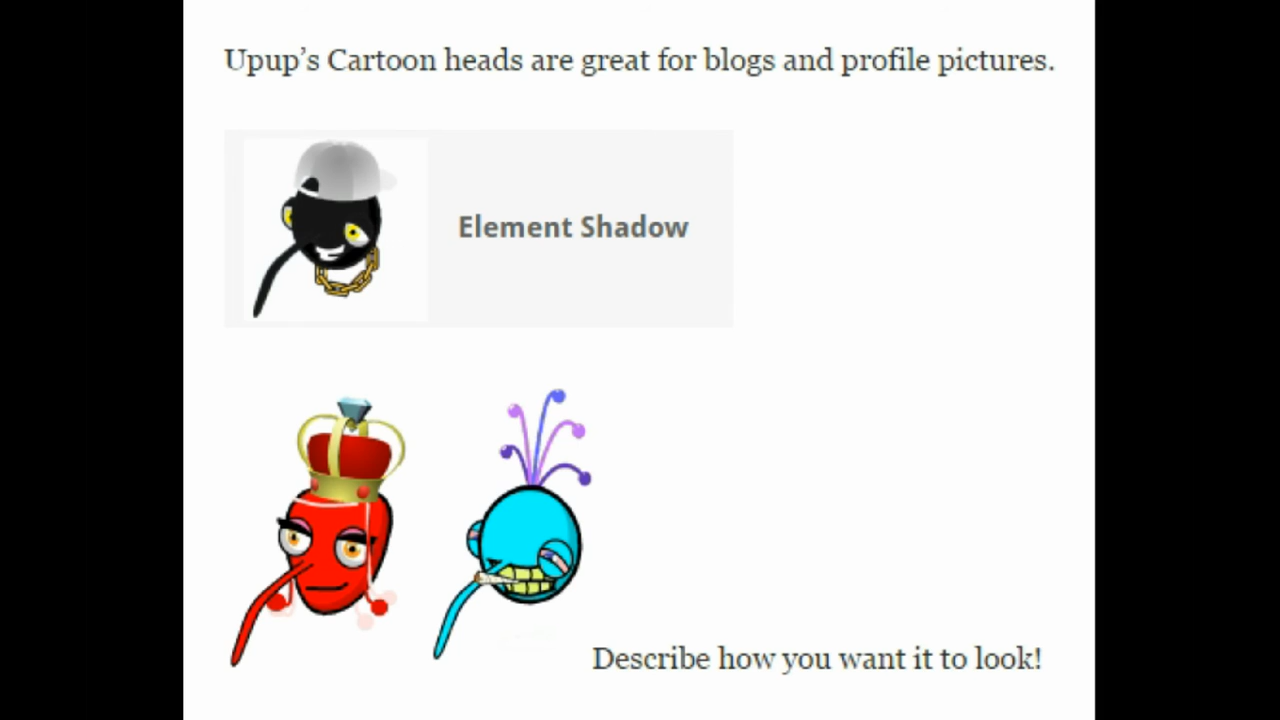 Upup’s Cartoon heads are great for blogs and profile pictures.
Element Shadow
Describe how you want it to look!